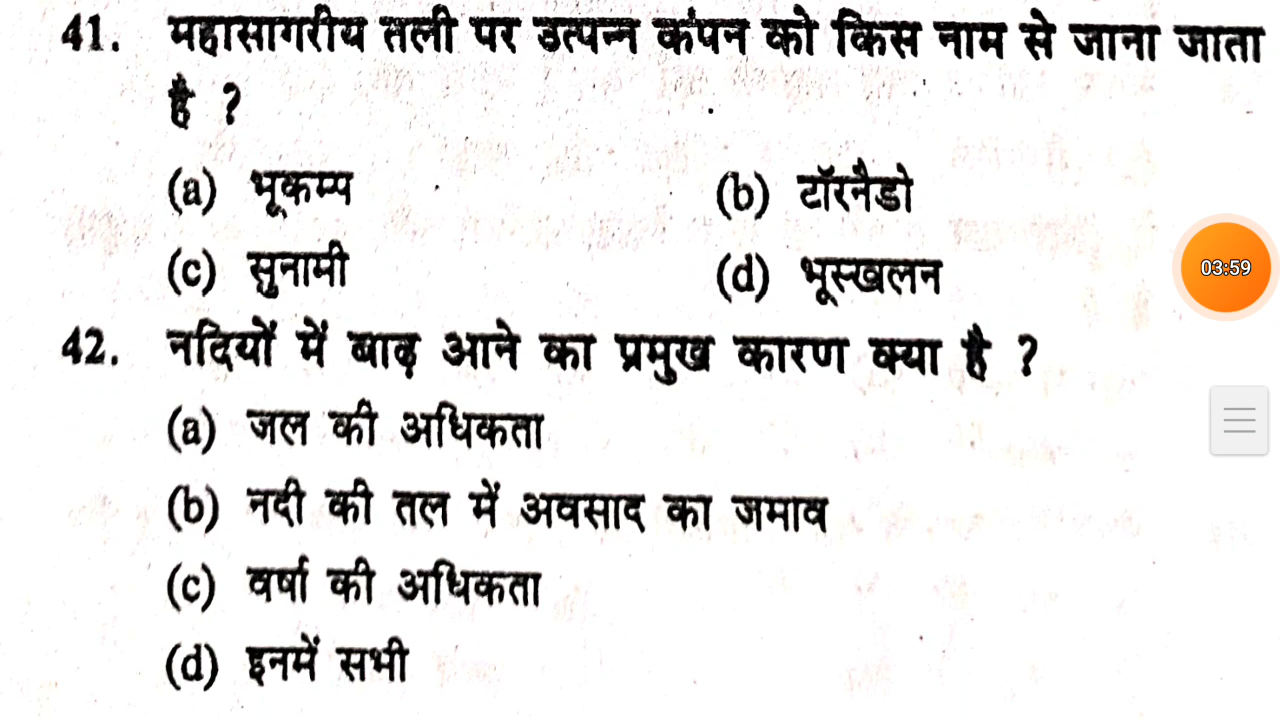 41. महासागरीय तली पर उत्पन्न कंपन को किस नाम से जाना जाता
है ?
(a) भूकम्प (b) टॉरनैडो
(c) सुनामी (d) भूस्खलन
03:59
42. नदियों में बाढ़ आने का प्रमुख कारण क्या है ?
(a) जल की अधिकता
(b) नदी की तल में अवसाद का जमाव
(c) वर्षा की अधिकता
(d) इनमें सभी